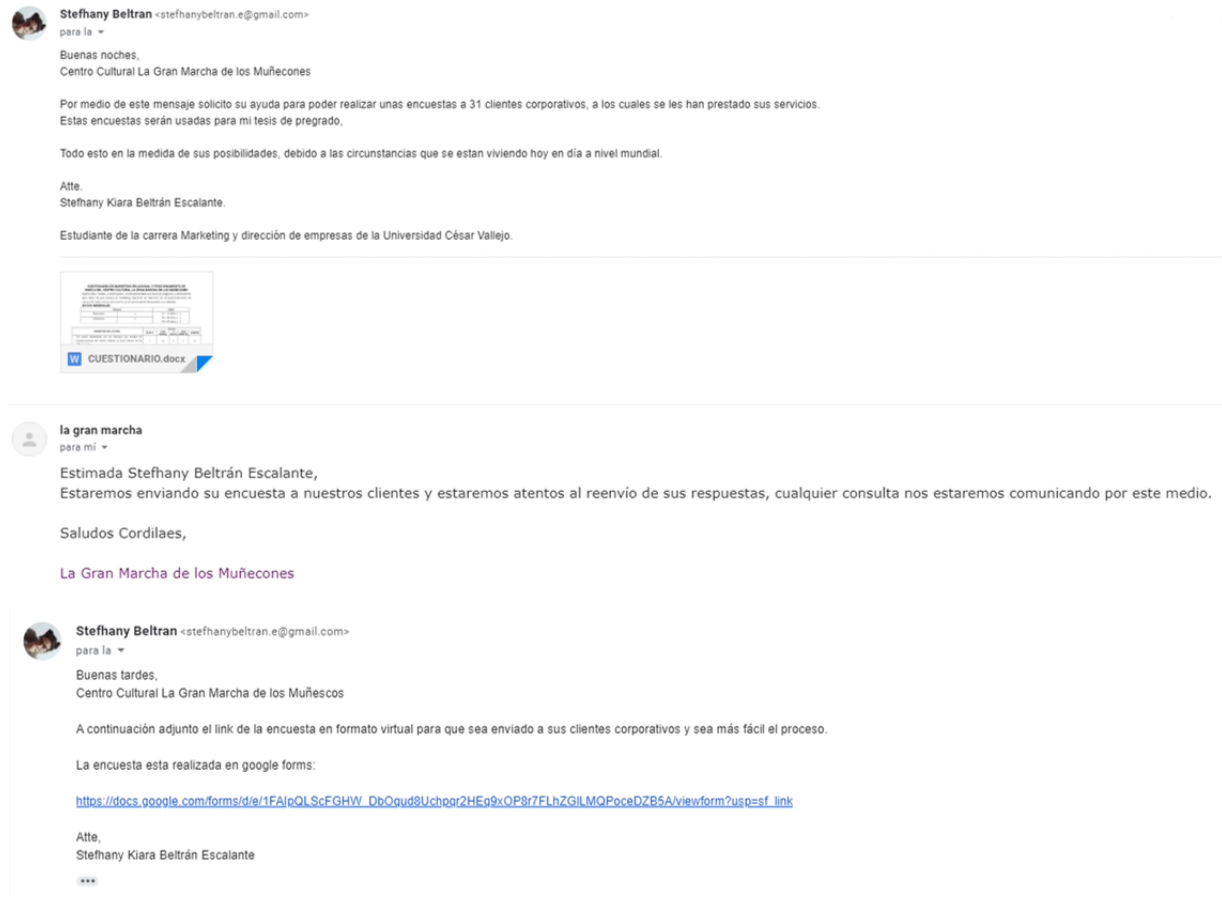 Stefhany Beltran <stefhanybeltran.e@gmail.com>
para la
Buenas noches,
Centro Cultural La Gran Marcha de los Muñecones
Por medio de este mensaje solicito su ayuda para poder realizar unas encuestas a 31 clientes corporativos, a los cuales se les han prestado sus servicios.
Estas encuestas serán usadas para mi tesis de pregrado,
Todo esto en la medida de sus posibilidades, debido a las circunstancias que se estan viviendo hoy en día a nivel mundial.
Atte.
Stefhany Kiara Beltrán Escalante.
Estudiante de la carrera Marketing y dirección de empresas de la Universidad César Vallejo.
W CUESTIONARIO.docx
la gran marcha
para mí
Estimada Stefhany Beltrán Escalante,
Estaremos enviando su encuesta a nuestros clientes y estaremos atentos al reenvío de sus respuestas, cualquier consulta nos estaremos comunicando por este medio.
Saludos Cordilaes,
La Gran Marcha de los Muñecones
Stefhany Beltran <stefhanybeltran.e@gmail.com>
para la
Buenas tardes,
Centro Cultural La Gran Marcha de los Muñescos
A continuación adjunto el link de la encuesta en formato virtual para que sea enviado a sus clientes corporativos y sea más fácil el proceso.
La encuesta esta realizada en google forms:
https://docs.google.com/forms/d/e/1FAIpQLScFGHW_DbOqud8Uchpqr2HEq9xOP8r7FLhZGlLMQPoceDZB5A/viewform?usp=sf_link
Atte,
Stefhany Kiara Beltrán Escalante